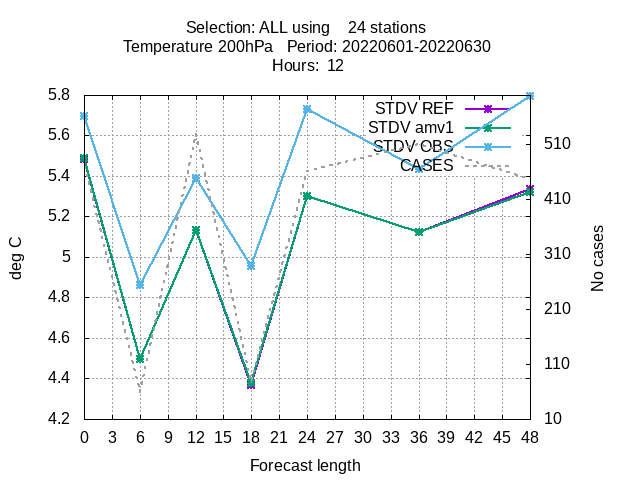 Selection: ALL using    24 stations
Temperature 200hPa   Period: 20220601-20220630
Hours:  12
5.8
5.6
5.4
5.2
5
4.8
4.6
4.4
4.2
deg C
STDV REF
STDV amv1
STDV OBS
CASES
510
410
310
210
110
10
No cases
0 3 6 9 12 15 18 21 24 27 30 33 36 39 42 45 48
Forecast length